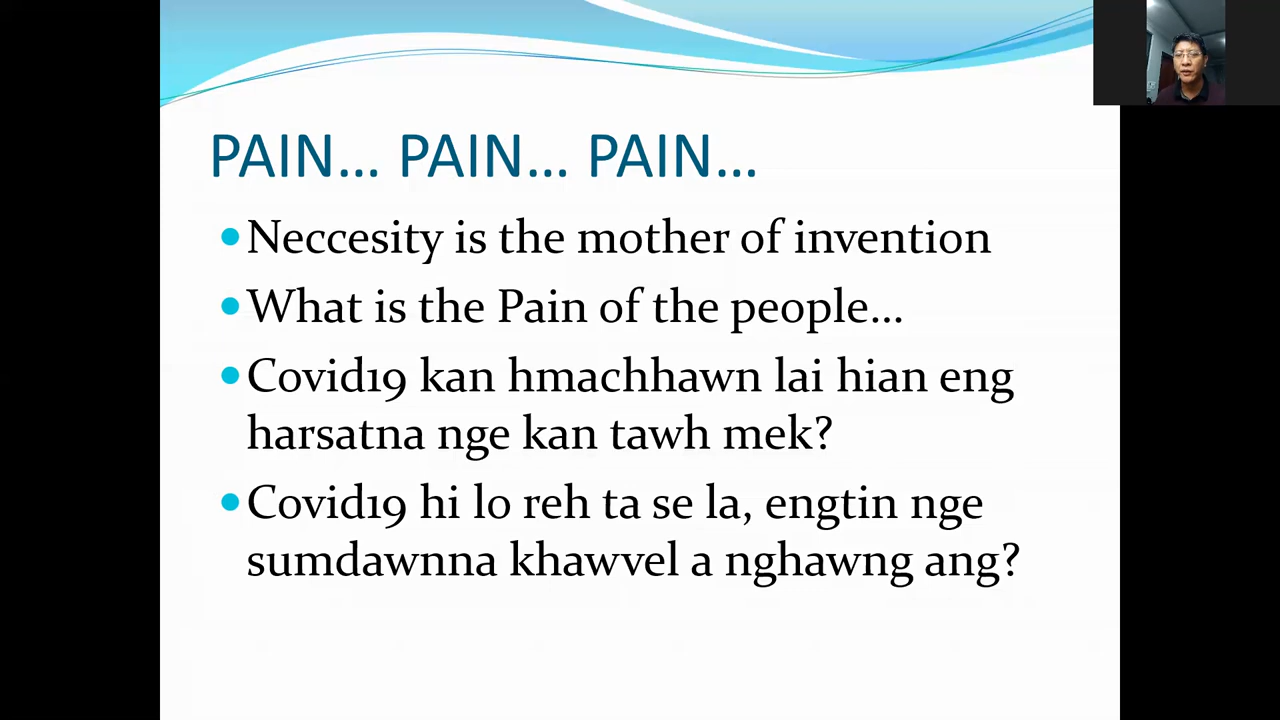 PAIN... PAIN... PAIN...
Neccesity is the mother of invention
What is the Pain of the people...
Covid19 kan hmachhawn lai hian eng
harsatna nge kan tawh mek?
Covid19 hi lo reh ta se la, engtin nge
sumdawnna khawvel a nghawng ang?